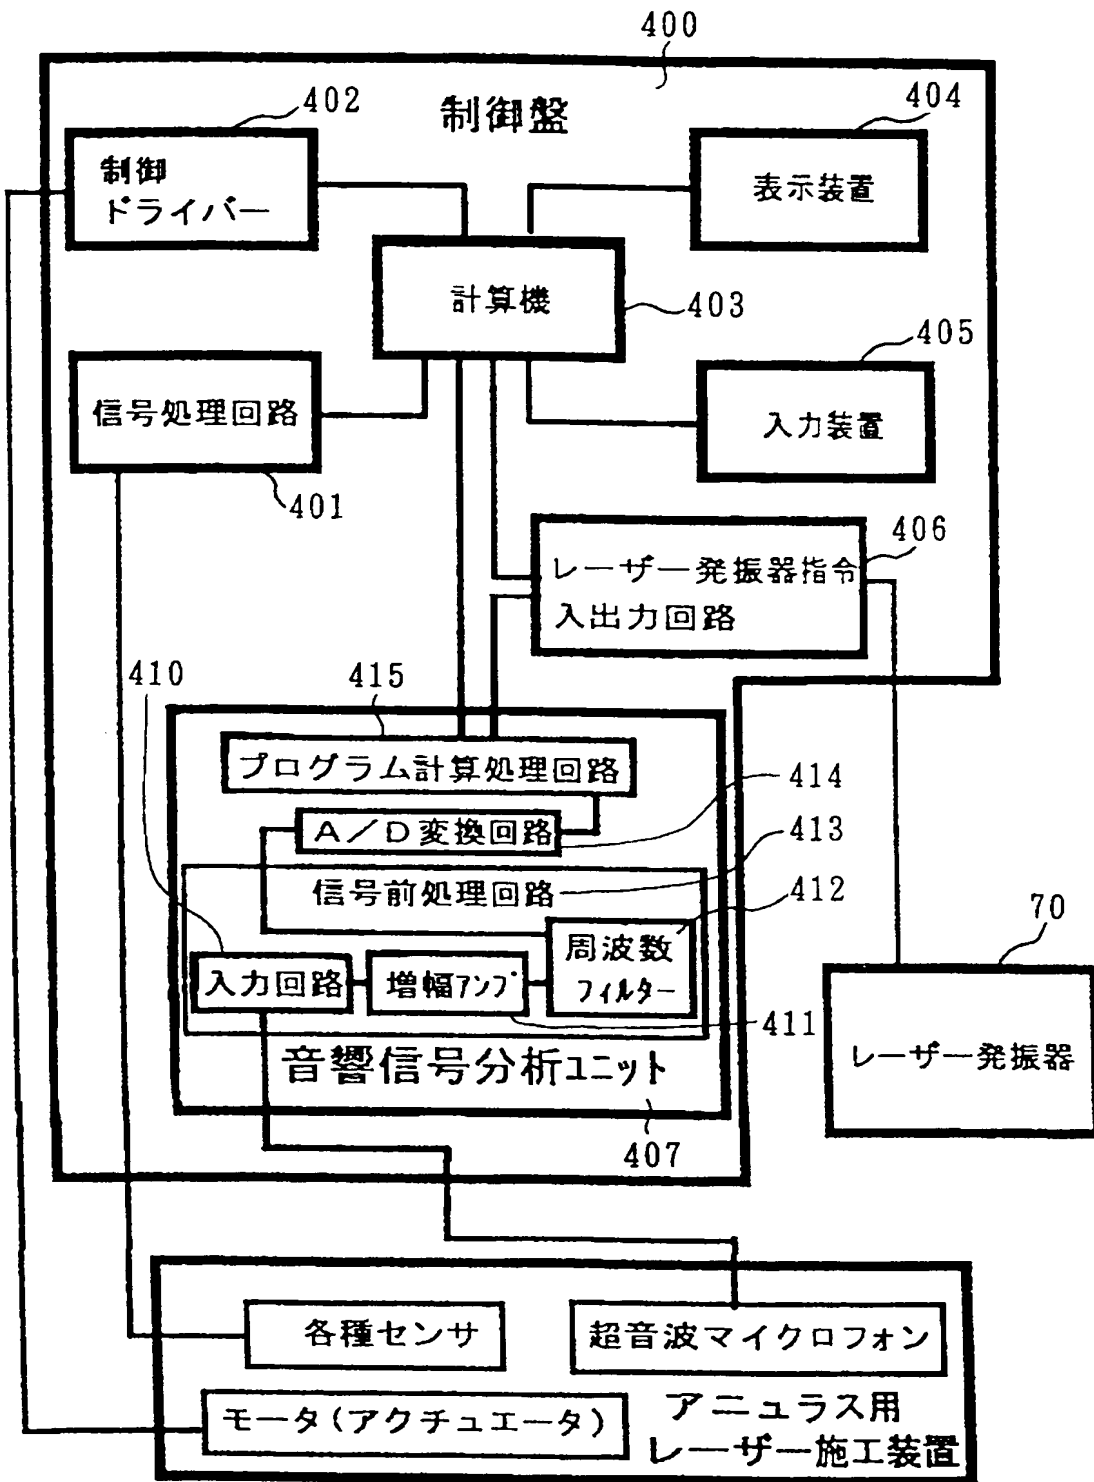 400
制御盤
402
制御
ドライバー
404
表示装置
計算機
403
405
入力装置
信号処理回路
401
406
レーザー発振器指令
入出力回路
410
415
プログラム計算処理回路
414
A/D変換回路
413
信号前処理回路
412
周波数
フィルター
入力回路
増幅アンプ
411
音響信号分析ユニット
407
70
レーザー発振器
各種センサ
超音波マイクロフォン
モータ(アクチュエータ)
アニュラス用
レーザー施工装置